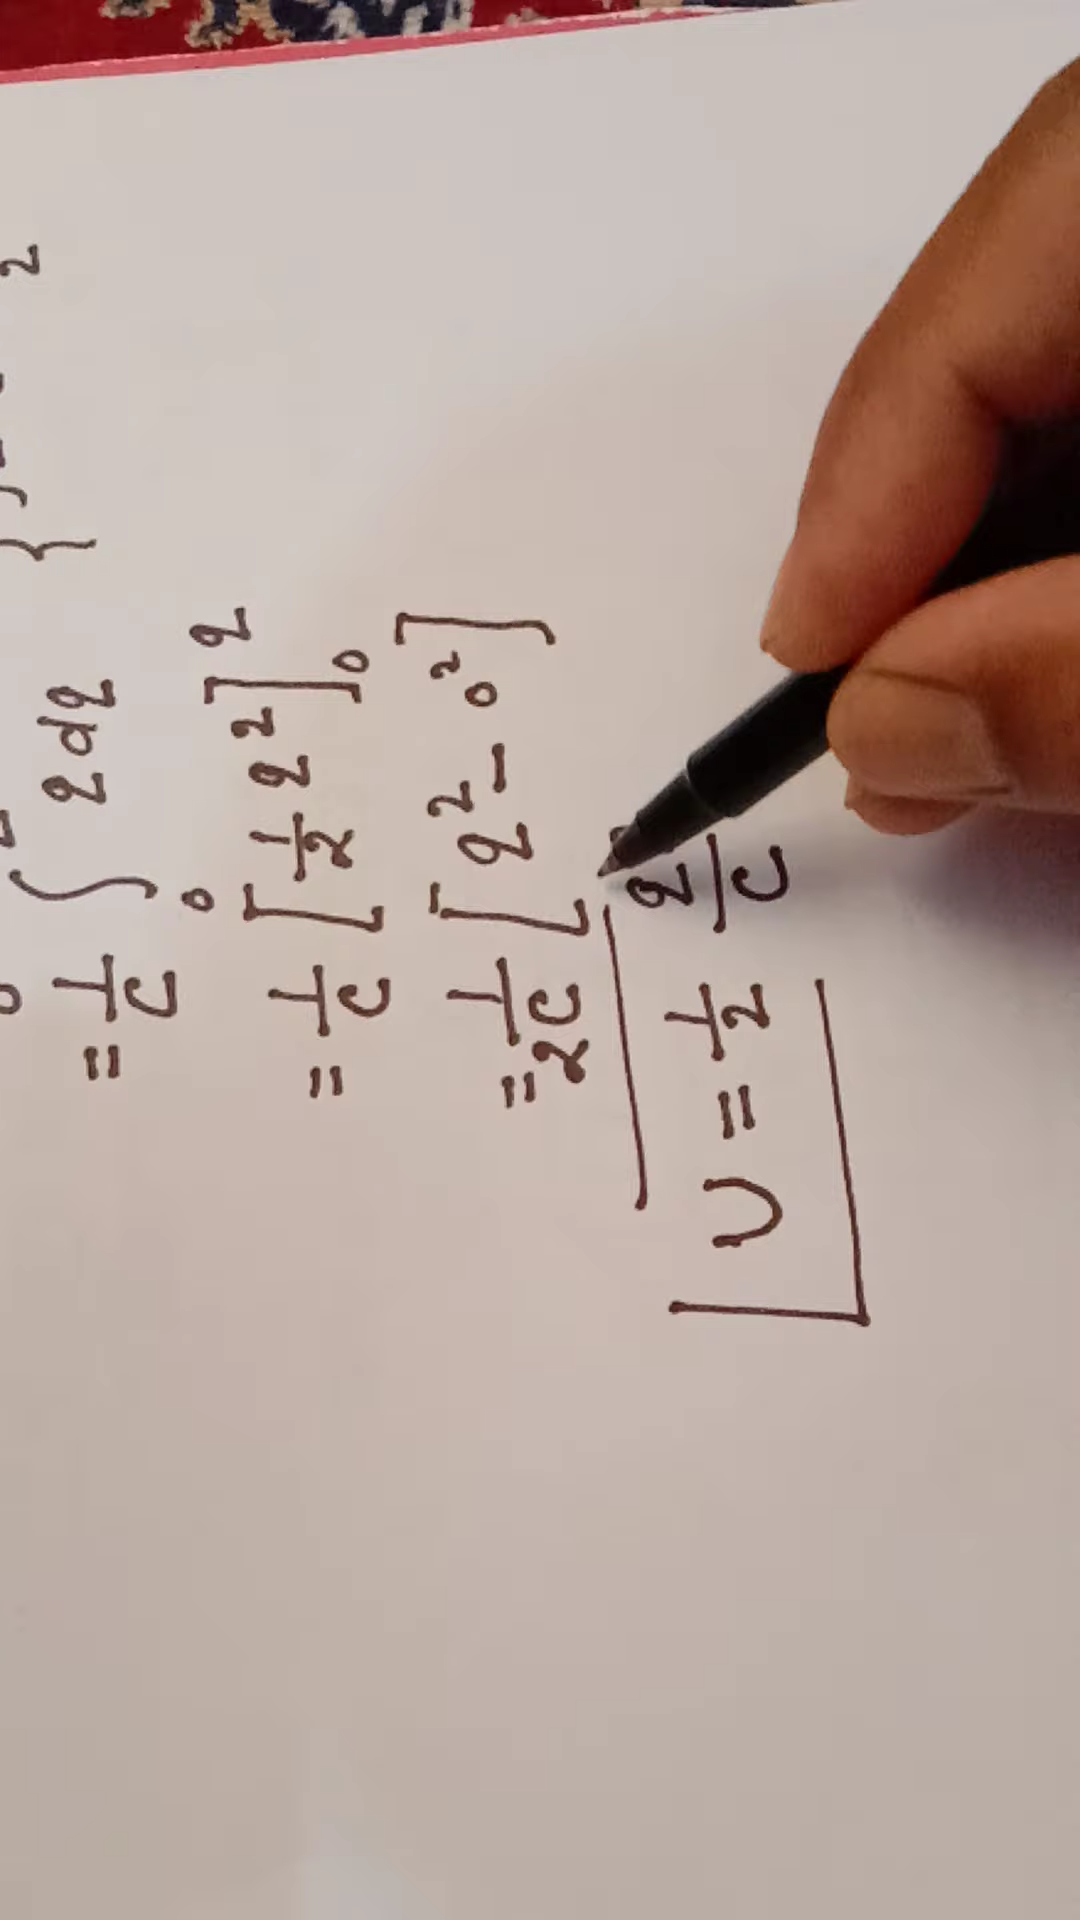 = 1/C ∫₀ q dq
= 1/C [1/2 q²]₀^q
= 1/2C [q² - 0²]
U = 1/2 q²/C